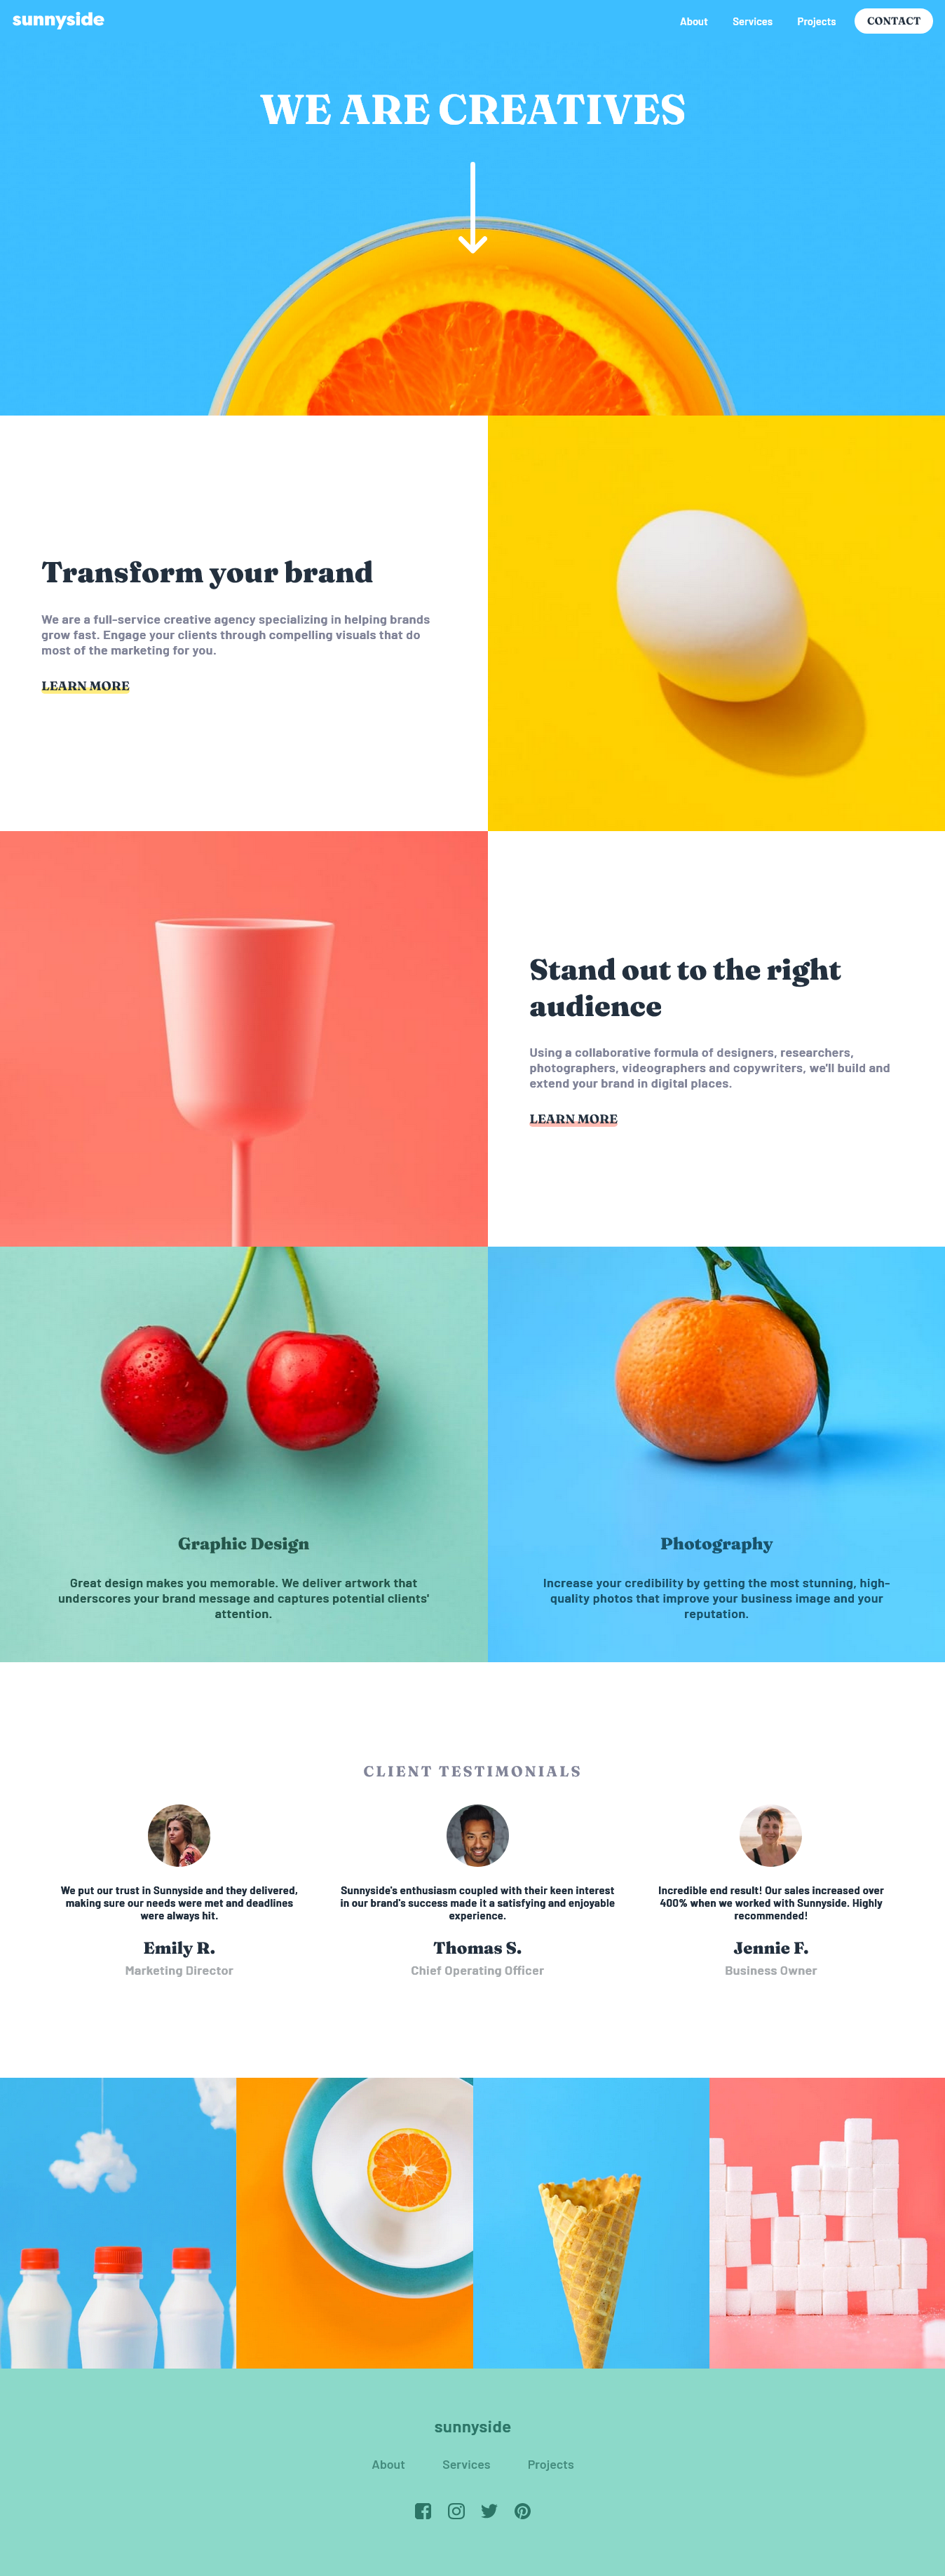 sunnyside
About Services Projects CONTACT
WE ARE CREATIVES
Transform your brand
We are a full-service creative agency specializing in helping brands
grow fast. Engage your clients through compelling visuals that do
most of the marketing for you.
LEARN MORE
Stand out to the right
audience
Using a collaborative formula of designers, researchers,
photographers, videographers and copywriters, we'll build and
extend your brand in digital places.
LEARN MORE
Graphic Design
Great design makes you memorable. We deliver artwork that
underscores your brand message and captures potential clients'
attention.
Photography
Increase your credibility by getting the most stunning, high-
quality photos that improve your business image and your
reputation.
CLIENT TESTIMONIALS
We put our trust in Sunnyside and they delivered,
making sure our needs were met and deadlines
were always hit.
Emily R.
Marketing Director
Sunnyside's enthusiasm coupled with their keen interest
in our brand's success made it a satisfying and enjoyable
experience.
Thomas S.
Chief Operating Officer
Incredible end result! Our sales increased over
400% when we worked with Sunnyside. Highly
recommended!
Jennie F.
Business Owner
sunnyside
About Services Projects